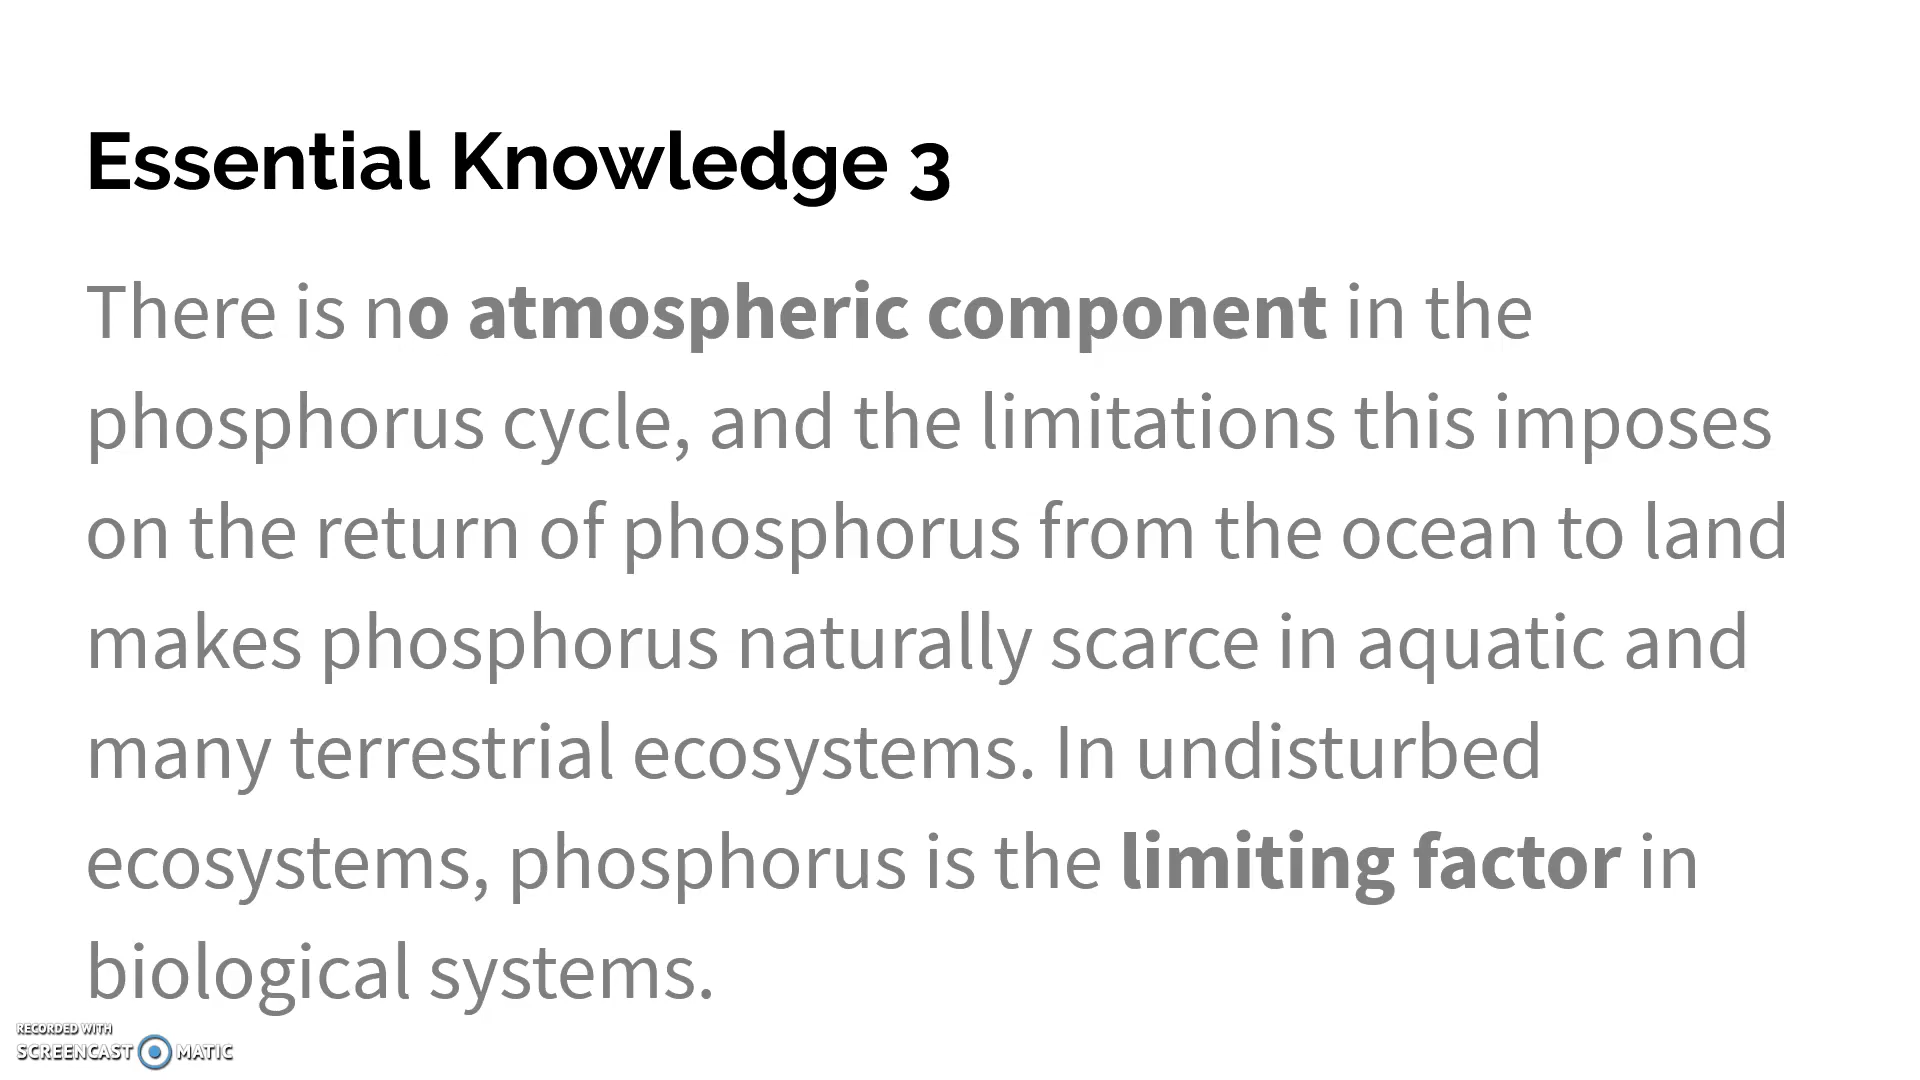 Essential Knowledge 3
There is no atmospheric component in the
phosphorus cycle, and the limitations this imposes
on the return of phosphorus from the ocean to land
makes phosphorus naturally scarce in aquatic and
many terrestrial ecosystems. In undisturbed
ecosystems, phosphorus is the limiting factor in
biological systems.
RECORDED WITH
SCREENCAST MATIC